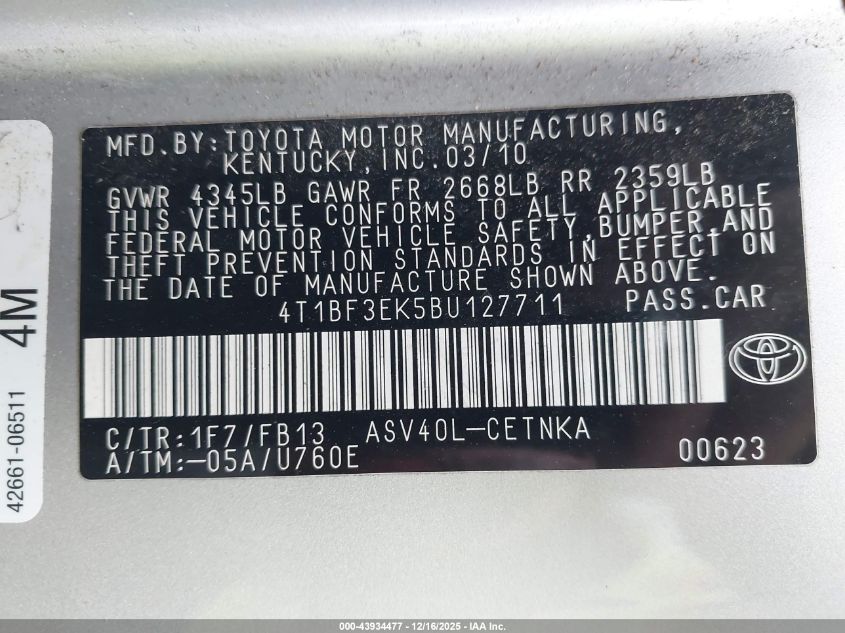 MFD.BY:TOYOTA MOTOR MANUFACTURING,
KENTUCKY,INC.03/10
GVWR 4345LB GAWR FR 2668LB RR 2359LB
THIS VEHICLE CONFORMS TO ALL APPLICABLE
FEDERAL MOTOR VEHICLE SAFETY,BUMPER,AND
THEFT PREVENTION STANDARDS IN EFFECT ON
THE DATE OF MANUFACTURE SHOWN ABOVE.
4T1BF3EK5BU127711 PASS.CAR
C/TR:1F7/FB13 ASV40L-CETNKA
A/TM:-05A/U760E 00623
42661-06511 4M
000-43934477 - 12/16/2025 - IAA Inc.